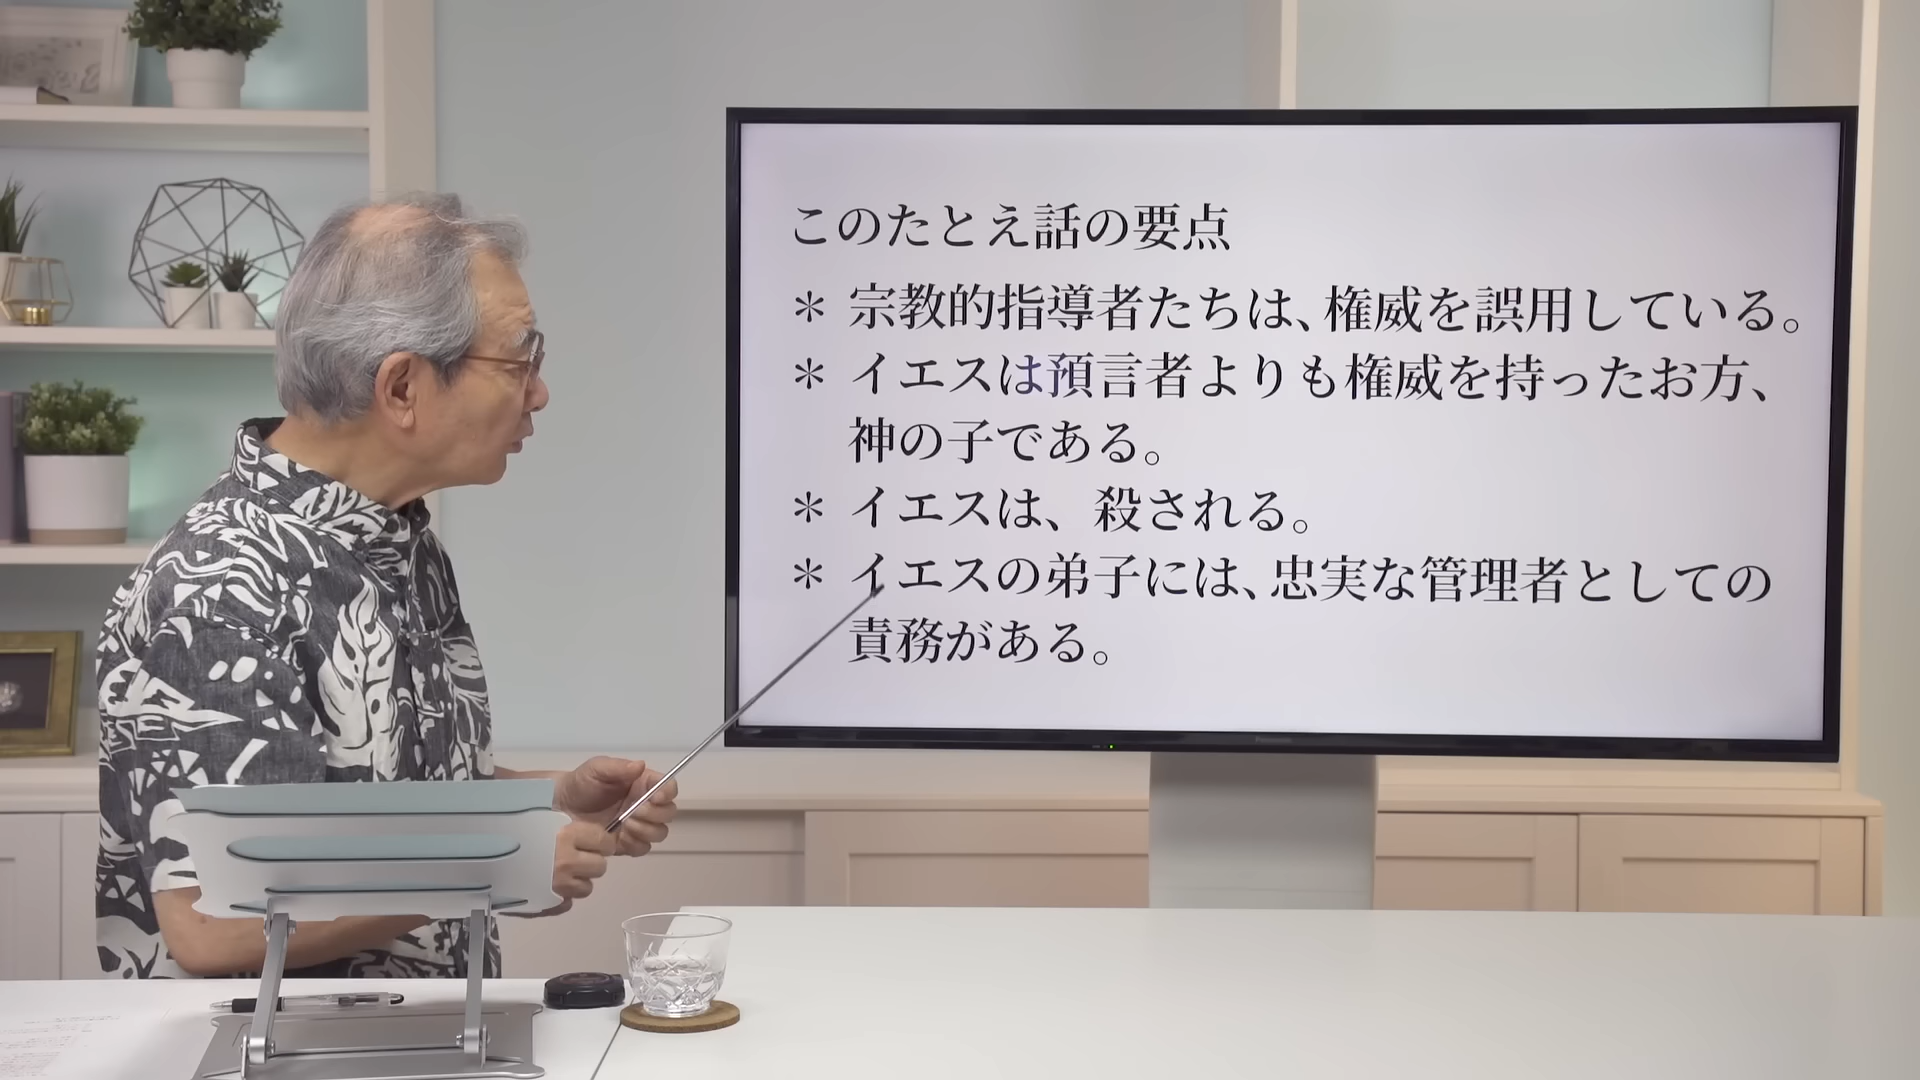 このたとえ話の要点
＊ 宗教的指導者たちは、権威を誤用している。
＊ イエスは預言者よりも権威を持ったお方、
神の子である。
＊ イエスは、殺される。
＊ イエスの弟子には、忠実な管理者としての
責務がある。
Panasonic